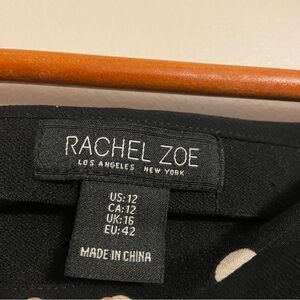 RACHEL ZOE
LOS ANGELES NEW YORK
US: 12
CA: 12
UK: 16
EU: 42
MADE IN CHINA